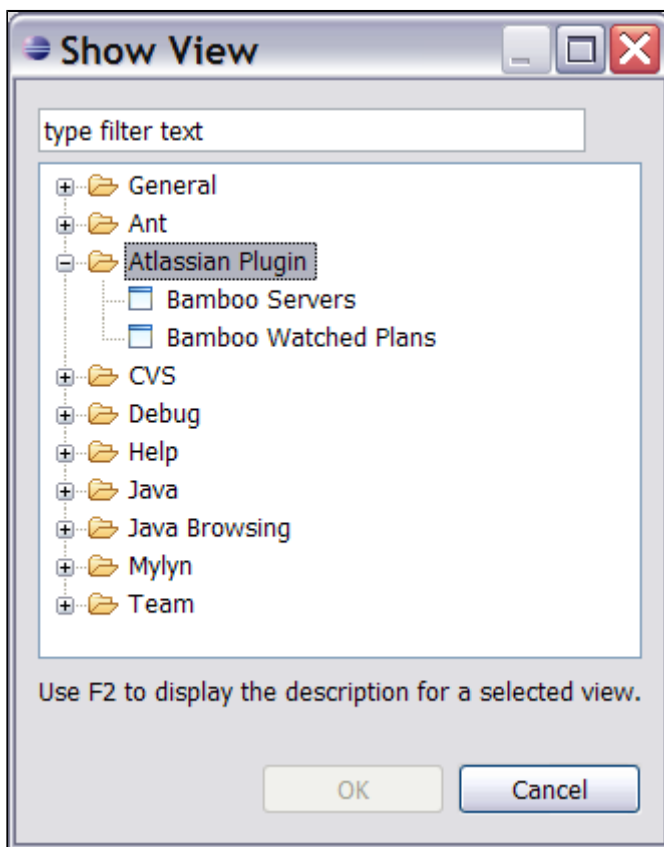 Show View
type filter text
General
Ant
Atlassian Plugin
Bamboo Servers
Bamboo Watched Plans
CVS
Debug
Help
Java
Java Browsing
Mylyn
Team
Use F2 to display the description for a selected view.
OK Cancel